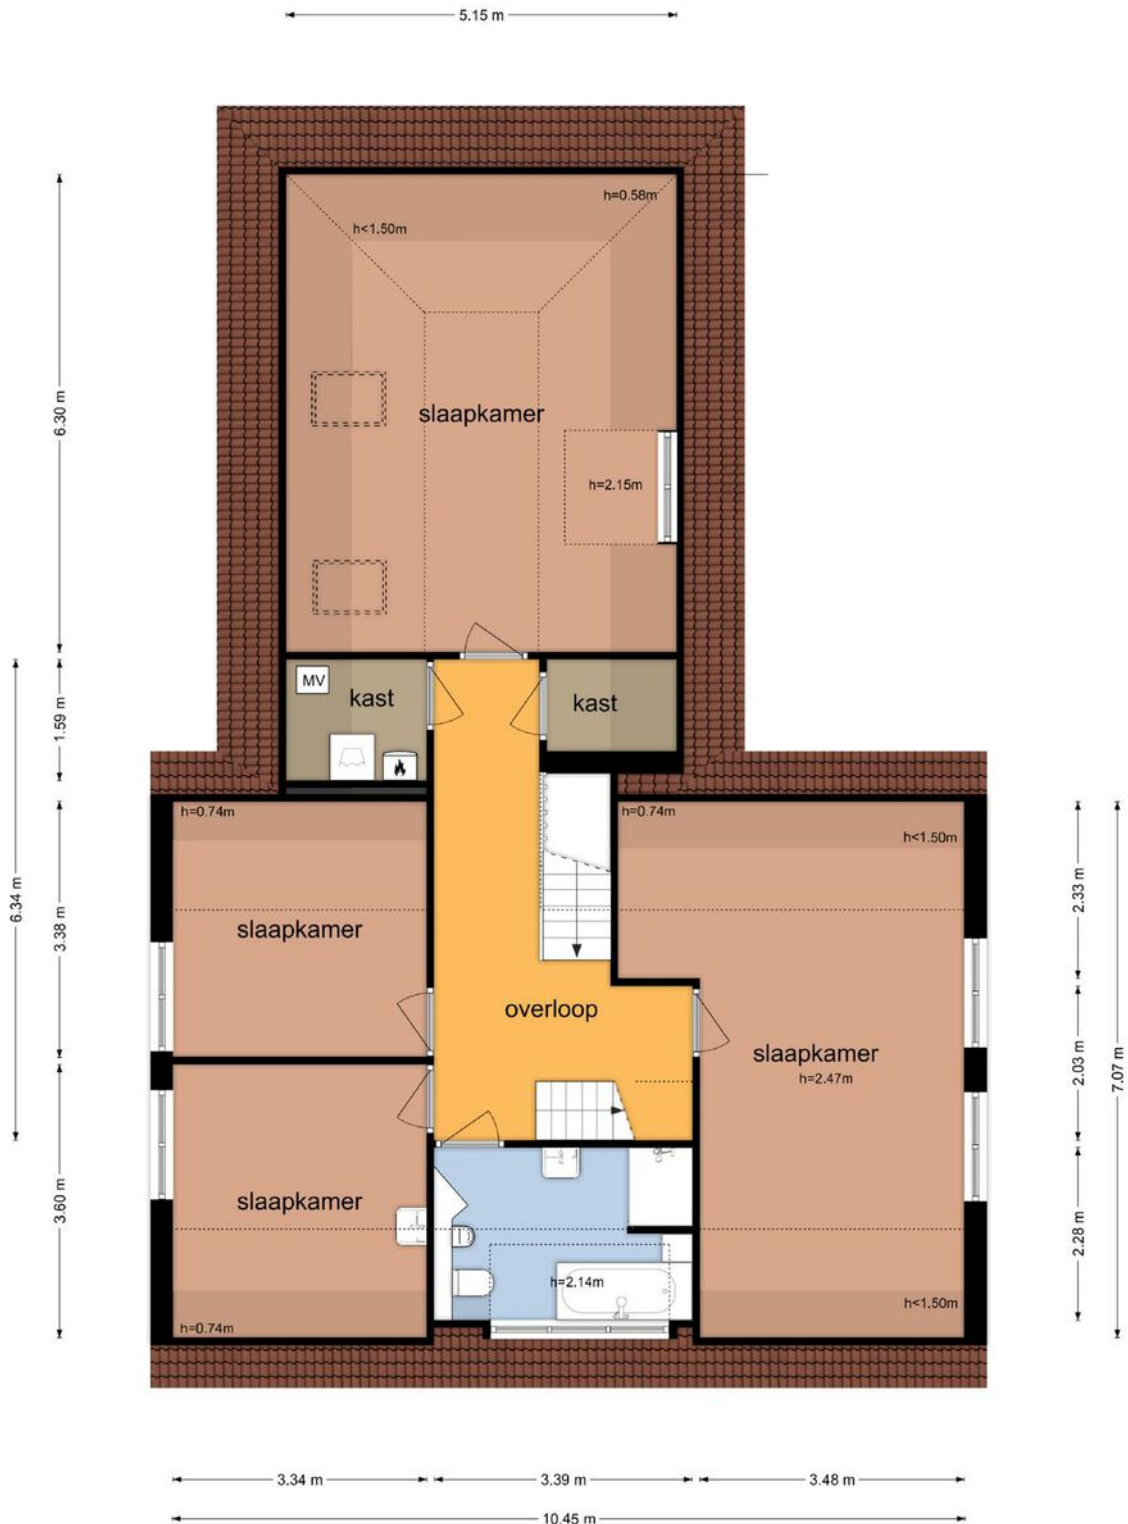 5.15 m
h=0.58m
h<1.50m
6.30 m
slaapkamer
h=2.15m
MV
kast
kast
1.59 m
h=0.74m
h=0.74m
h<1.50m
6.34 m
3.38 m
slaapkamer
2.33 m
overloop
slaapkamer
h=2.47m
2.03 m
7.07 m
3.60 m
slaapkamer
2.28 m
h=2.14m
h<1.50m
h=0.74m
3.34 m
3.39 m
3.48 m
10.45 m